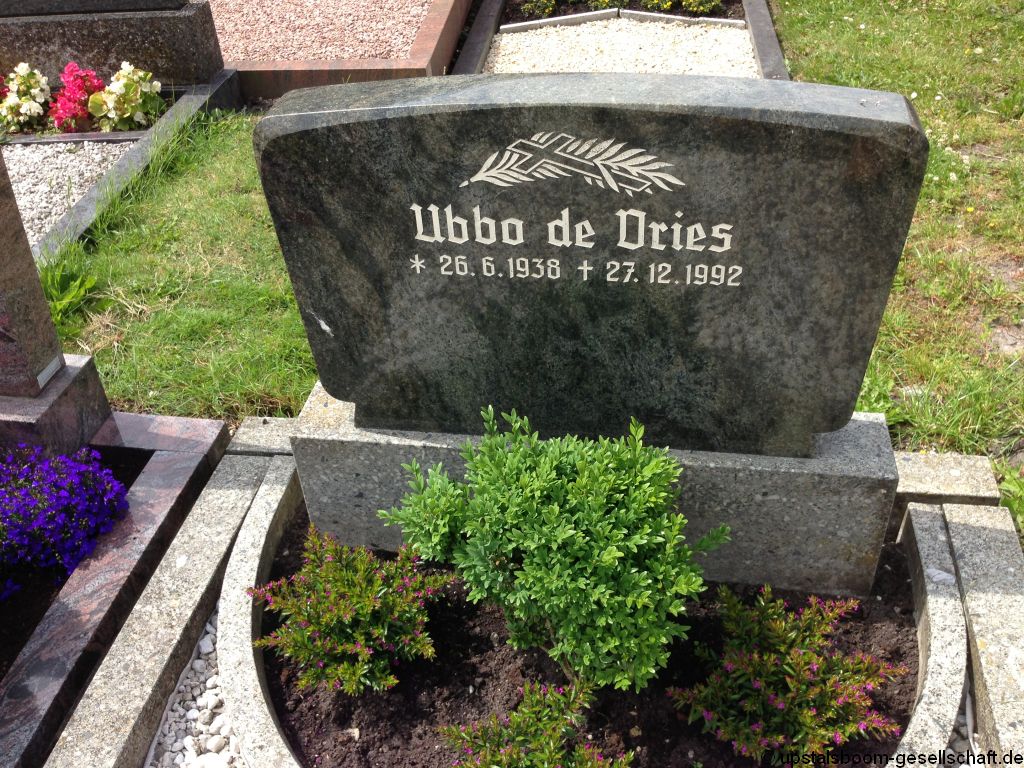 Ubbo de Vries
* 26.6.1938 † 27.12.1992
upstalsboom-gesellschaft.de